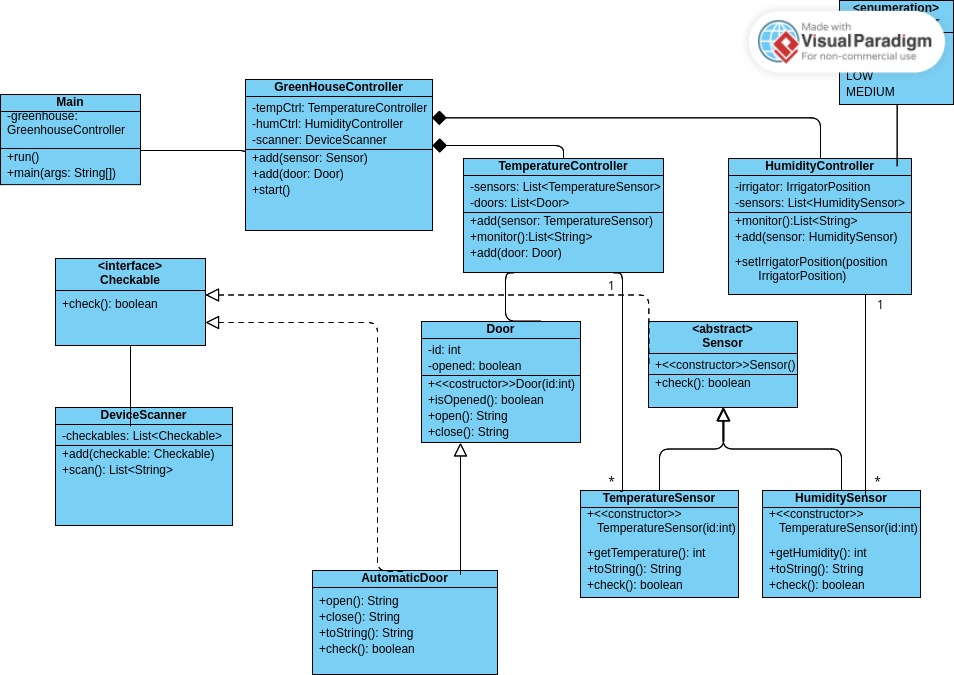 <enumeration>
Made with
VisualParadigm
For non-commercial use
LOW
MEDIUM
Main
-greenhouse:
GreenhouseController
+run()
+main(args: String[])
GreenHouseController
-tempCtrl: TemperatureController
-humCtrl: HumidityController
-scanner: DeviceScanner
+add(sensor: Sensor)
+add(door: Door)
+start()
TemperatureController
-sensors: List<TemperatureSensor>
-doors: List<Door>
+add(sensor: TemperatureSensor)
+monitor():List<String>
+add(door: Door)
HumidityController
-irrigator: IrrigatorPosition
-sensors: List<HumiditySensor>
+monitor():List<String>
+add(sensor: HumiditySensor)
+setIrrigatorPosition(position
IrrigatorPosition)
<interface>
Checkable
+check(): boolean
1
1
Door
-id: int
-opened: boolean
+<<costructor>>Door(id:int)
+isOpened(): boolean
+open(): String
+close(): String
<abstract>
Sensor
+<<constructor>>Sensor()
+check(): boolean
DeviceScanner
-checkables: List<Checkable>
+add(checkable: Checkable)
+scan(): List<String>
*
*
TemperatureSensor
+<<constructor>>
TemperatureSensor(id:int)
+getTemperature(): int
+toString(): String
+check(): boolean
HumiditySensor
+<<constructor>>
TemperatureSensor(id:int)
+getHumidity(): int
+toString(): String
+check(): boolean
AutomaticDoor
+open(): String
+close(): String
+toString(): String
+check(): boolean